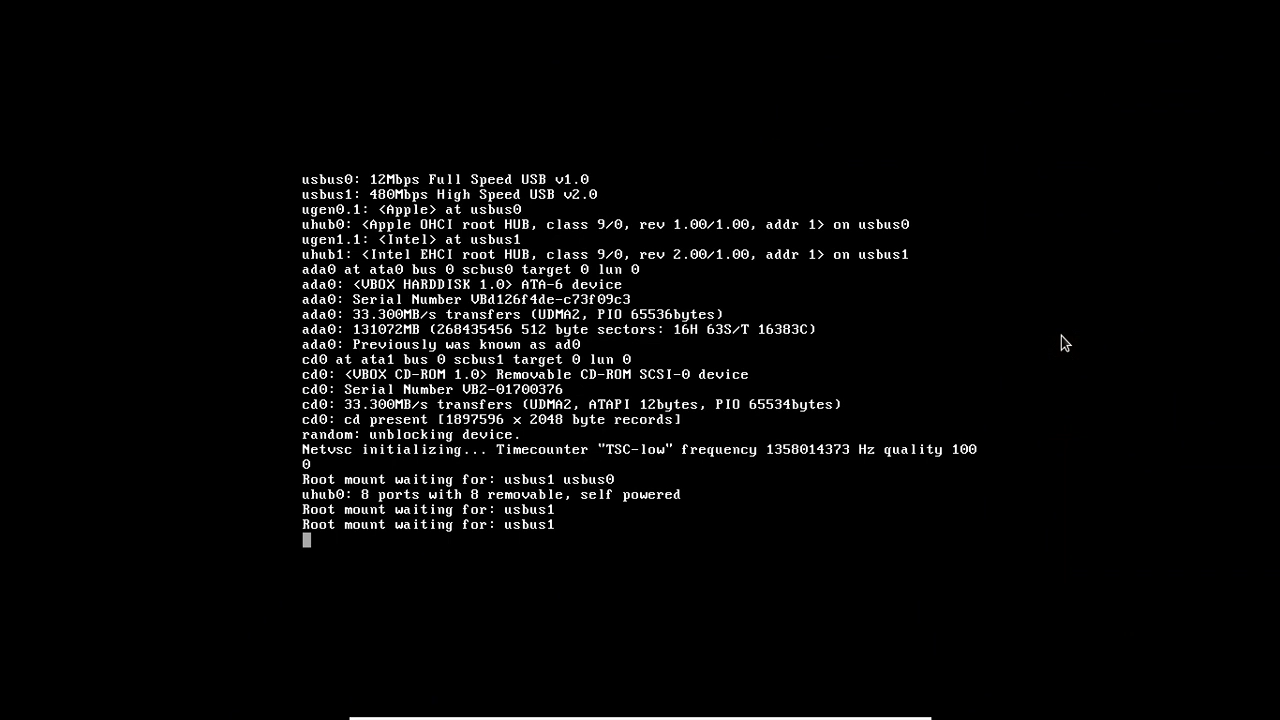 usbus0: 12Mbps Full Speed USB v1.0
usbus1: 480Mbps High Speed USB v2.0
ugen0.1: <Apple> at usbus0
uhub0: <Apple OHCI root HUB, class 9/0, rev 1.00/1.00, addr 1> on usbus0
ugen1.1: <Intel> at usbus1
uhub1: <Intel EHCI root HUB, class 9/0, rev 2.00/1.00, addr 1> on usbus1
ada0 at ata0 bus 0 scbus0 target 0 lun 0
ada0: <VBOX HARDDISK 1.0> ATA-6 device
ada0: Serial Number VBd126f4de-c73f09c3
ada0: 33.300MB/s transfers (UDMA2, PIO 65536bytes)
ada0: 131072MB (268435456 512 byte sectors: 16H 63S/T 16383C)
ada0: Previously was known as ad0
cd0 at ata1 bus 0 scbus1 target 0 lun 0
cd0: <VBOX CD-ROM 1.0> Removable CD-ROM SCSI-0 device
cd0: Serial Number VB2-01700376
cd0: 33.300MB/s transfers (UDMA2, ATAPI 12bytes, PIO 65534bytes)
cd0: cd present [1897596 x 2048 byte records]
random: unblocking device.
Netvsc initializing... Timecounter "TSC-low" frequency 1358014373 Hz quality 100
0
Root mount waiting for: usbus1 usbus0
uhub0: 8 ports with 8 removable, self powered
Root mount waiting for: usbus1
Root mount waiting for: usbus1